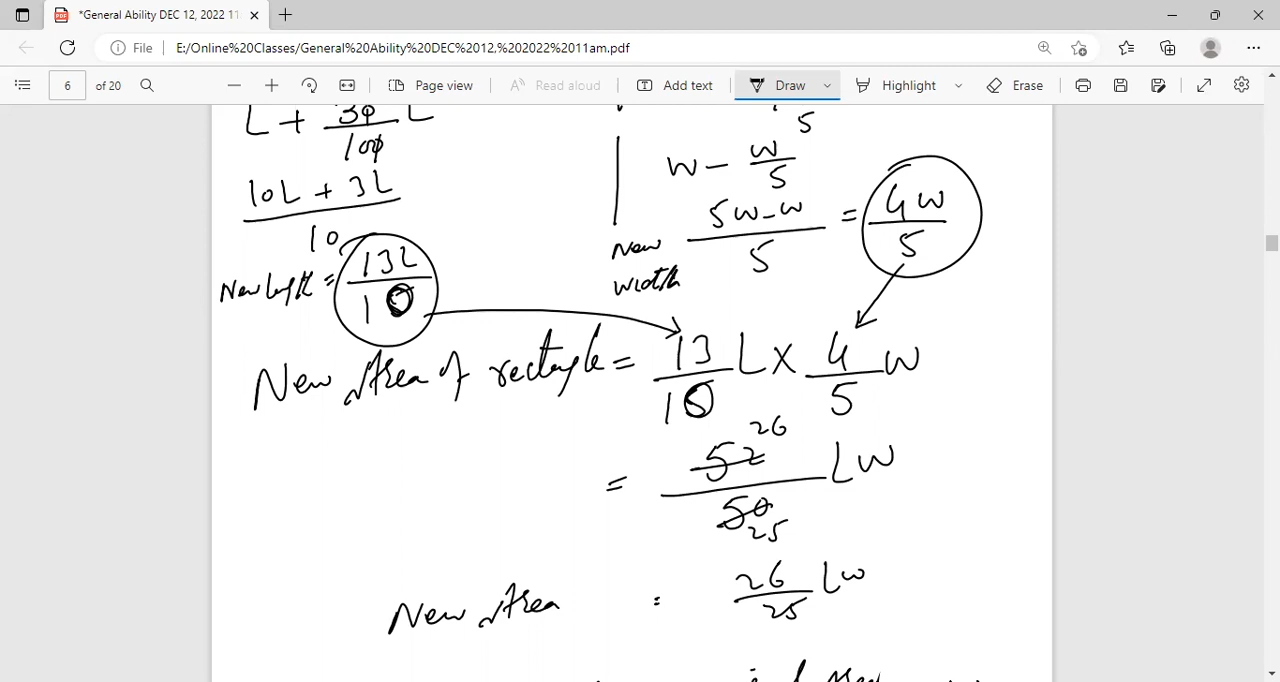 *General Ability DEC 12, 2022 11
File E:/Online%20Classes/General%20Ability%20DEC%2012.%202022%2011am.pdf
6 of 20 Page view Read aloud Add text Draw Highlight Erase
L + 30/100 L
(10L + 3L)/10
New length = 13L/10
5
W - W/5
New width (5W-W)/5 = 4W/5
New Area of rectangle = 13/10 L X 4/5 W
= 52/50 LW
26
25
New Area = 26/25 LW